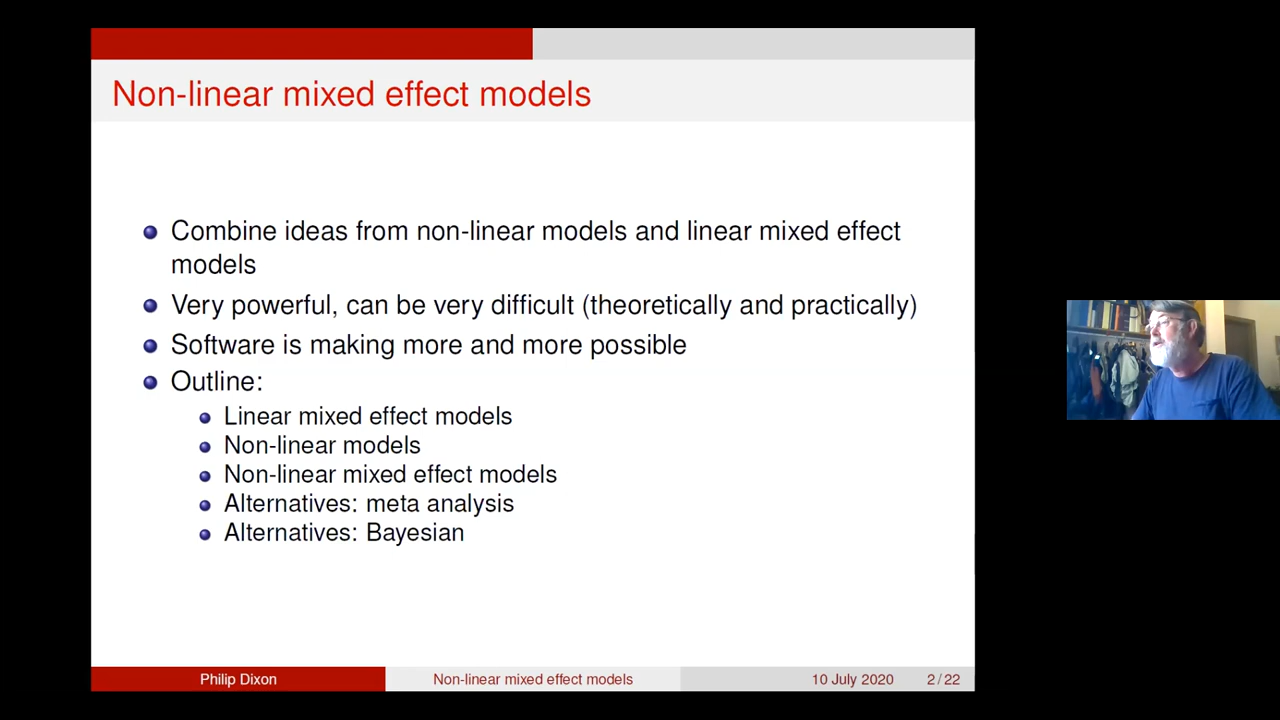 Non-linear mixed effect models
Combine ideas from non-linear models and linear mixed effect
models
Very powerful, can be very difficult (theoretically and practically)
Software is making more and more possible
Outline:
Linear mixed effect models
Non-linear models
Non-linear mixed effect models
Alternatives: meta analysis
Alternatives: Bayesian
Philip Dixon
Non-linear mixed effect models
10 July 2020
2 / 22